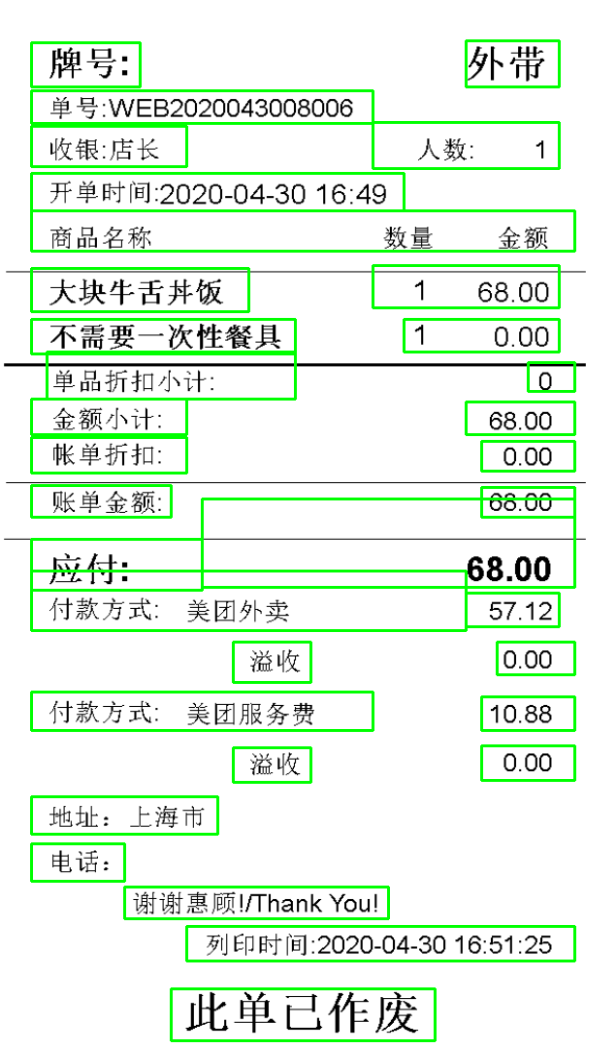 牌号: 外带
单号:WEB2020043008006
收银:店长 人数: 1
开单时间:2020-04-30 16:49
商品名称 数量 金额
大块牛舌丼饭 1 68.00
不需要一次性餐具 1 0.00
单品折扣小计: 0
金额小计: 68.00
帐单折扣: 0.00
账单金额: 68.00
应付: 68.00
付款方式: 美团外卖 57.12
溢收 0.00
付款方式: 美团服务费 10.88
溢收 0.00
地址：上海市
电话：
谢谢惠顾!/Thank You!
列印时间:2020-04-30 16:51:25
此单已作废